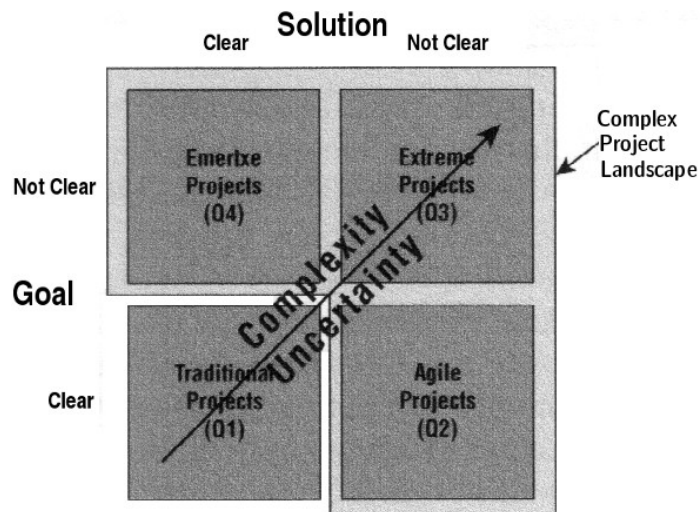 Solution
Clear
Not Clear
Complex
Project
Landscape
Not Clear
Emertxe
Projects
(Q4)
Extreme
Projects
(Q3)
Complexity
Uncertainty
Goal
Clear
Traditional
Projects
(Q1)
Agile
Projects
(Q2)